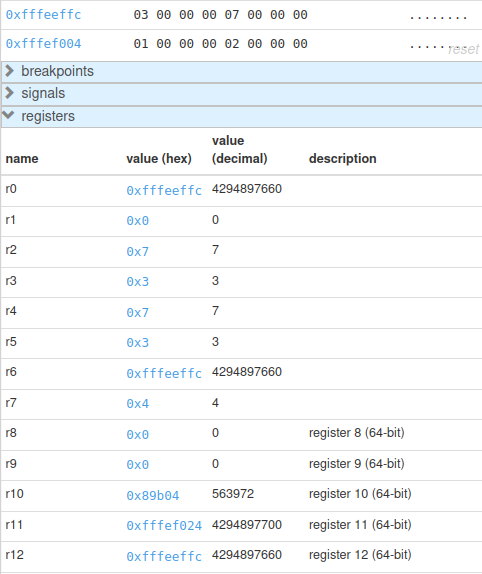 0xfffeeffc 03 00 00 00 07 00 00 00 ........
0xfffef004 01 00 00 00 02 00 00 00 ........
reset
breakpoints
signals
registers
name value (hex) value (decimal) description
r0 0xfffeeffc 4294897660
r1 0x0 0
r2 0x7 7
r3 0x3 3
r4 0x7 7
r5 0x3 3
r6 0xfffeeffc 4294897660
r7 0x4 4
r8 0x0 0 register 8 (64-bit)
r9 0x0 0 register 9 (64-bit)
r10 0x89b04 563972 register 10 (64-bit)
r11 0xfffef024 4294897700 register 11 (64-bit)
r12 0xfffeeffc 4294897660 register 12 (64-bit)